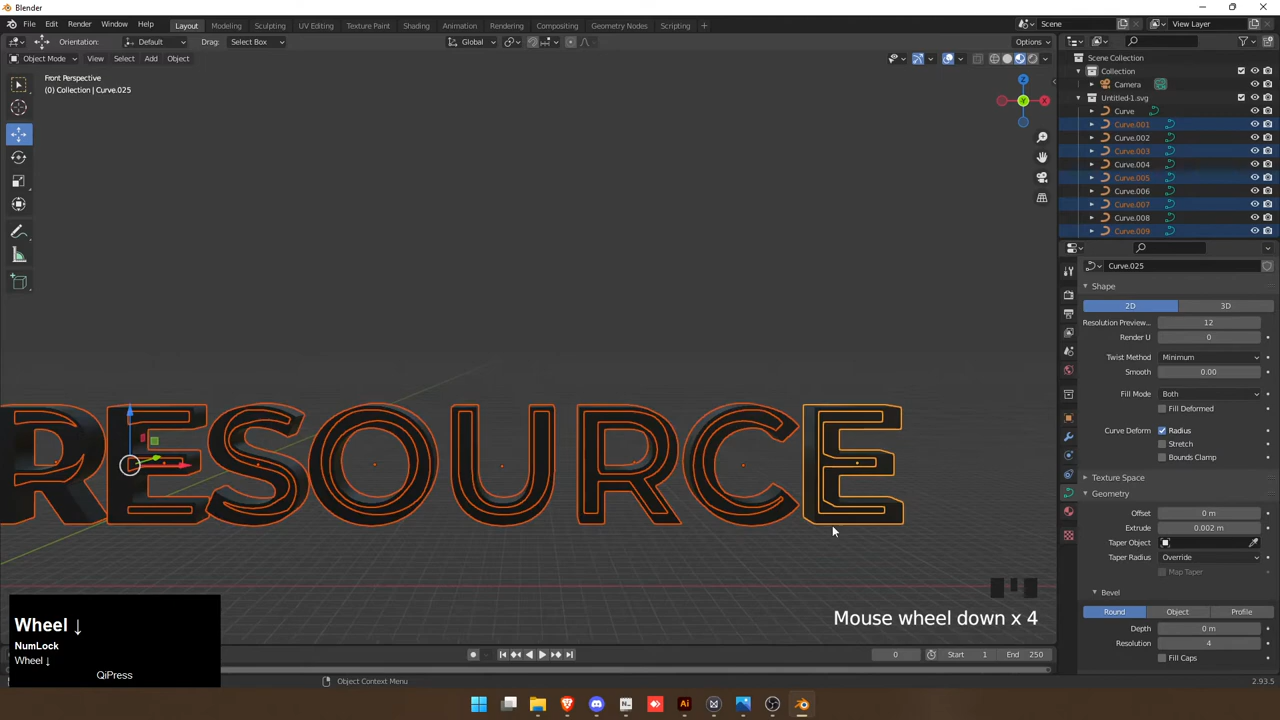 Blender
File Edit Render Window Help Layout Modeling Sculpting UV Editing Texture Paint Shading Animation Rendering Compositing Geometry Nodes Scripting + Scene View Layer
Orientation: Default Drag: Select Box Global Options
Object Mode View Select Add Object
Front Perspective
(0) Collection | Curve.025
Z
Y
X
Scene Collection
Collection
Camera
Untitled-1.svg
Curve
Curve.001
Curve.002
Curve.003
Curve.004
Curve.005
Curve.006
Curve.007
Curve.008
Curve.009
Curve.025
Shape
2D 3D
Resolution Preview... 12
Render U 0
Twist Method Minimum
Smooth 0.00
Fill Mode Both
Fill Deformed
Curve Deform Radius
Stretch
Bounds Clamp
Texture Space
Geometry
Offset 0 m
Extrude 0.002 m
Taper Object
Taper Radius Override
Map Taper
Bevel
Round Object Profile
Depth 0 m
Resolution 4
Fill Caps
RESOURCE
Mouse wheel down x 4
Wheel ↓
NumLock
Wheel ↓
QiPress
0 Start 1 End 250
Object Context Menu
2.93.5
Ai